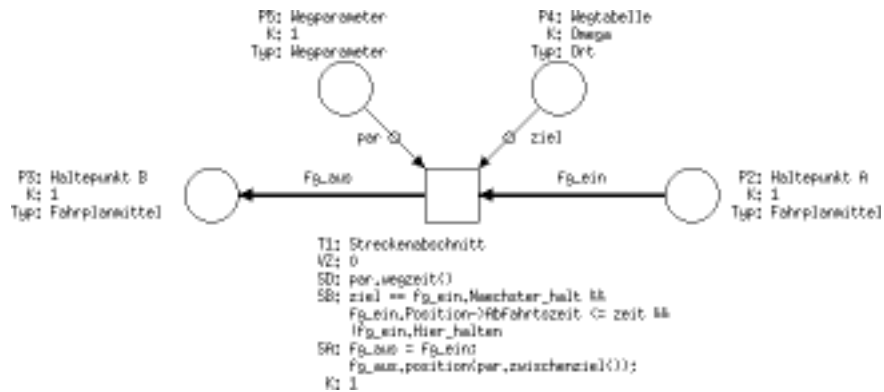 P5: Wegparameter
K: 1
Typ: Wegparameter
P4: Wegtabelle
K: Omega
Typ: Ort
par
ziel
P3: Haltepunkt B
K: 1
Typ: Fahrplanmittel
fg_aus
fg_ein
P2: Haltepunkt A
K: 1
Typ: Fahrplanmittel
T1: Streckenabschnitt
VZ: 0
SD: par.wegzeit()
SB: ziel == fg_ein.Naechster_halt &&
fg_ein.Position->Abfahrtszeit <= zeit &&
!fg_ein.Hier_halten
SA: fg_aus = fg_ein;
fg_aus.position(par.zwischenziel());
K: 1